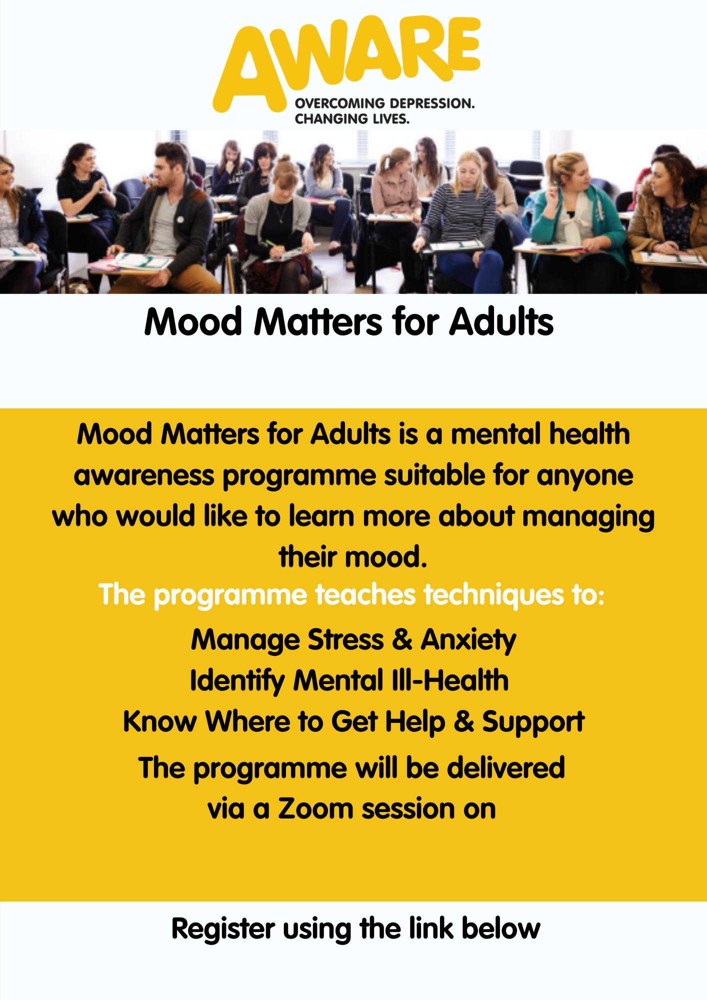 AWARE
OVERCOMING DEPRESSION.
CHANGING LIVES.
Mood Matters for Adults
Mood Matters for Adults is a mental health
awareness programme suitable for anyone
who would like to learn more about managing
their mood.
The programme teaches techniques to:
Manage Stress & Anxiety
Identify Mental Ill-Health
Know Where to Get Help & Support
The programme will be delivered
via a Zoom session on
Register using the link below